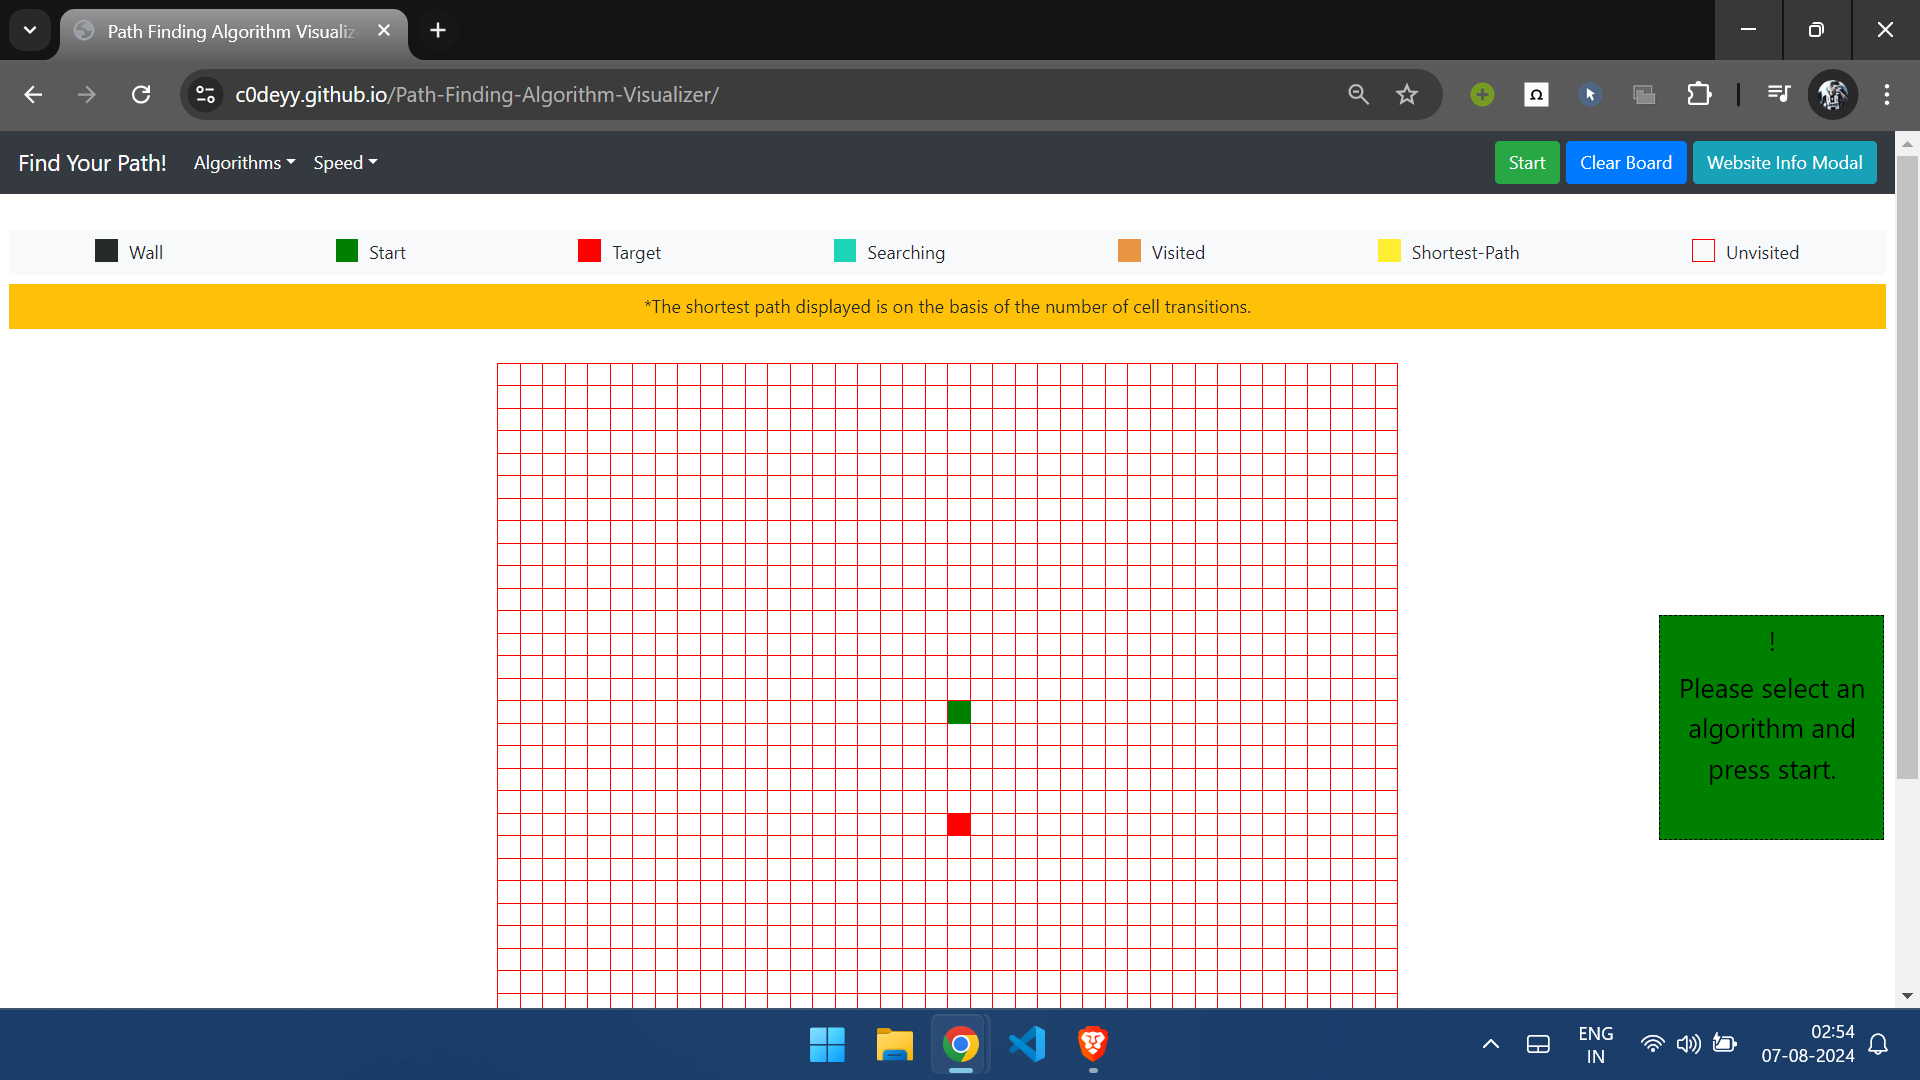 Path Finding Algorithm Visualiz
c0deyy.github.io/Path-Finding-Algorithm-Visualizer/
Find Your Path! Algorithms Speed Start Clear Board Website Info Modal
Wall Start Target Searching Visited Shortest-Path Unvisited
*The shortest path displayed is on the basis of the number of cell transitions.
!
Please select an
algorithm and
press start.
ENG
IN
02:54
07-08-2024